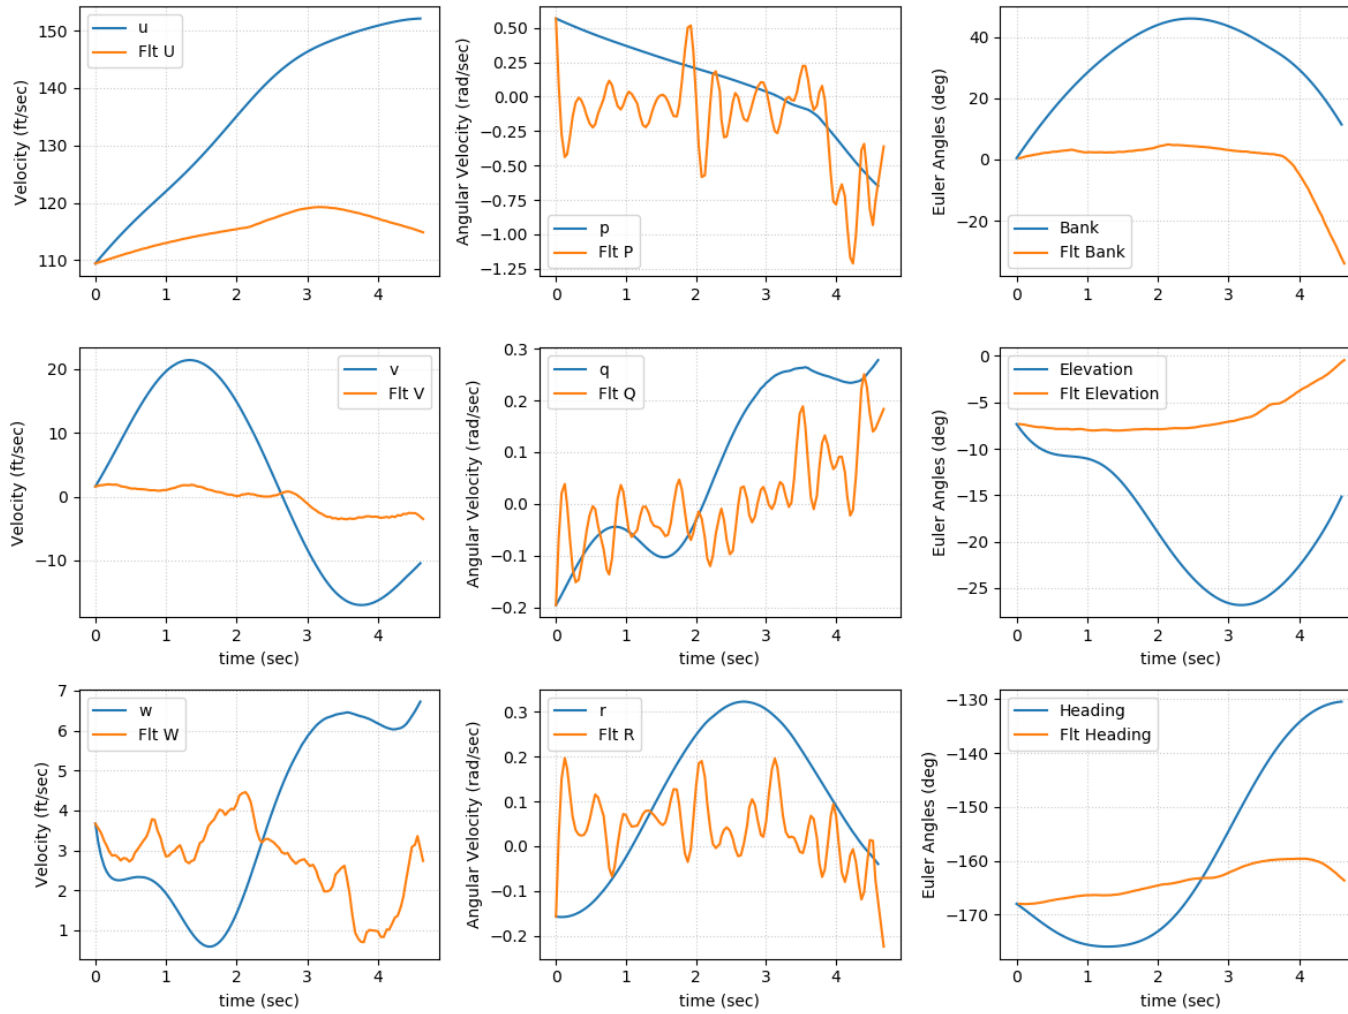 Velocity (ft/sec)
150
140
130
120
110
u
Flt U
0 1 2 3 4
Angular Velocity (rad/sec)
0.50
0.25
0.00
−0.25
−0.50
−0.75
−1.00
−1.25
p
Flt P
0 1 2 3 4
Euler Angles (deg)
40
20
0
−20
Bank
Flt Bank
0 1 2 3 4
Velocity (ft/sec)
20
10
0
−10
v
Flt V
0 1 2 3 4
time (sec)
Angular Velocity (rad/sec)
0.3
0.2
0.1
0.0
−0.1
−0.2
q
Flt Q
0 1 2 3 4
time (sec)
Euler Angles (deg)
0
−5
−10
−15
−20
−25
Elevation
Flt Elevation
0 1 2 3 4
time (sec)
Velocity (ft/sec)
7
6
5
4
3
2
1
w
Flt W
0 1 2 3 4
time (sec)
Angular Velocity (rad/sec)
0.3
0.2
0.1
0.0
−0.1
−0.2
r
Flt R
0 1 2 3 4
time (sec)
Euler Angles (deg)
−130
−140
−150
−160
−170
Heading
Flt Heading
0 1 2 3 4
time (sec)